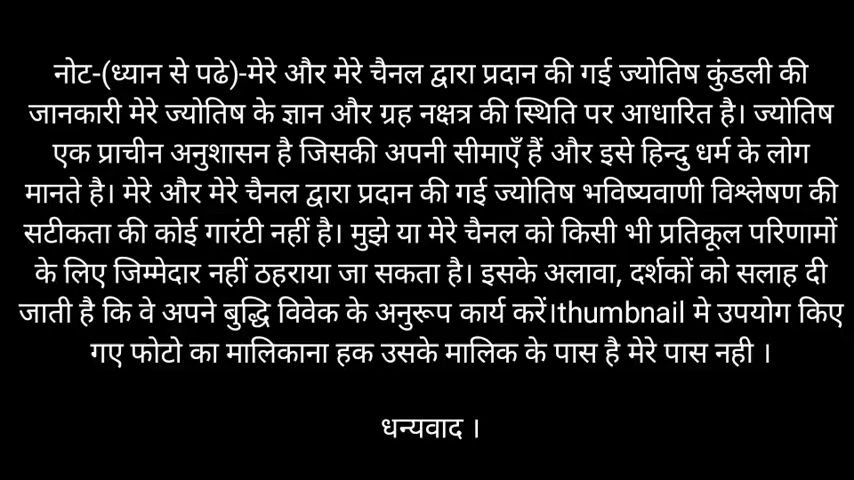 नोट-(ध्यान से पढे)-मेरे और मेरे चैनल द्वारा प्रदान की गई ज्योतिष कुंडली की
जानकारी मेरे ज्योतिष के ज्ञान और ग्रह नक्षत्र की स्थिति पर आधारित है। ज्योतिष
एक प्राचीन अनुशासन है जिसकी अपनी सीमाएँ हैं और इसे हिन्दु धर्म के लोग
मानते है। मेरे और मेरे चैनल द्वारा प्रदान की गई ज्योतिष भविष्यवाणी विश्लेषण की
सटीकता की कोई गारंटी नहीं है। मुझे या मेरे चैनल को किसी भी प्रतिकूल परिणामों
के लिए जिम्मेदार नहीं ठहराया जा सकता है। इसके अलावा, दर्शकों को सलाह दी
जाती है कि वे अपने बुद्धि विवेक के अनुरूप कार्य करें।thumbnail मे उपयोग किए
गए फोटो का मालिकाना हक उसके मालिक के पास है मेरे पास नही ।
धन्यवाद ।